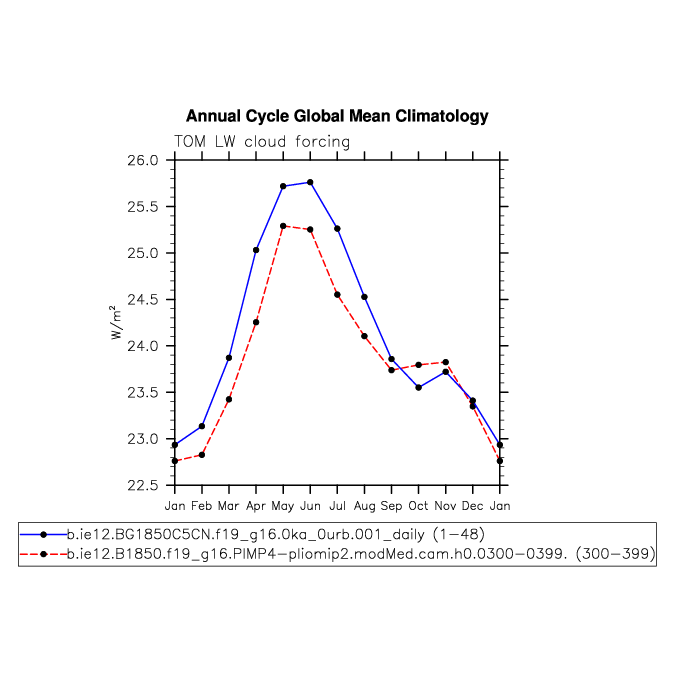 Annual Cycle Global Mean Climatology
TOM LW cloud forcing
26.0
25.5
25.0
24.5
24.0
23.5
23.0
22.5
W/m²
Jan Feb Mar Apr May Jun Jul Aug Sep Oct Nov Dec Jan
b.ie12.BG1850C5CN.f19_g16.0ka_0urb.001_daily (1-48)
b.ie12.B1850.f19_g16.PIMP4-pliomip2.modMed.cam.h0.0300-0399. (300-399)